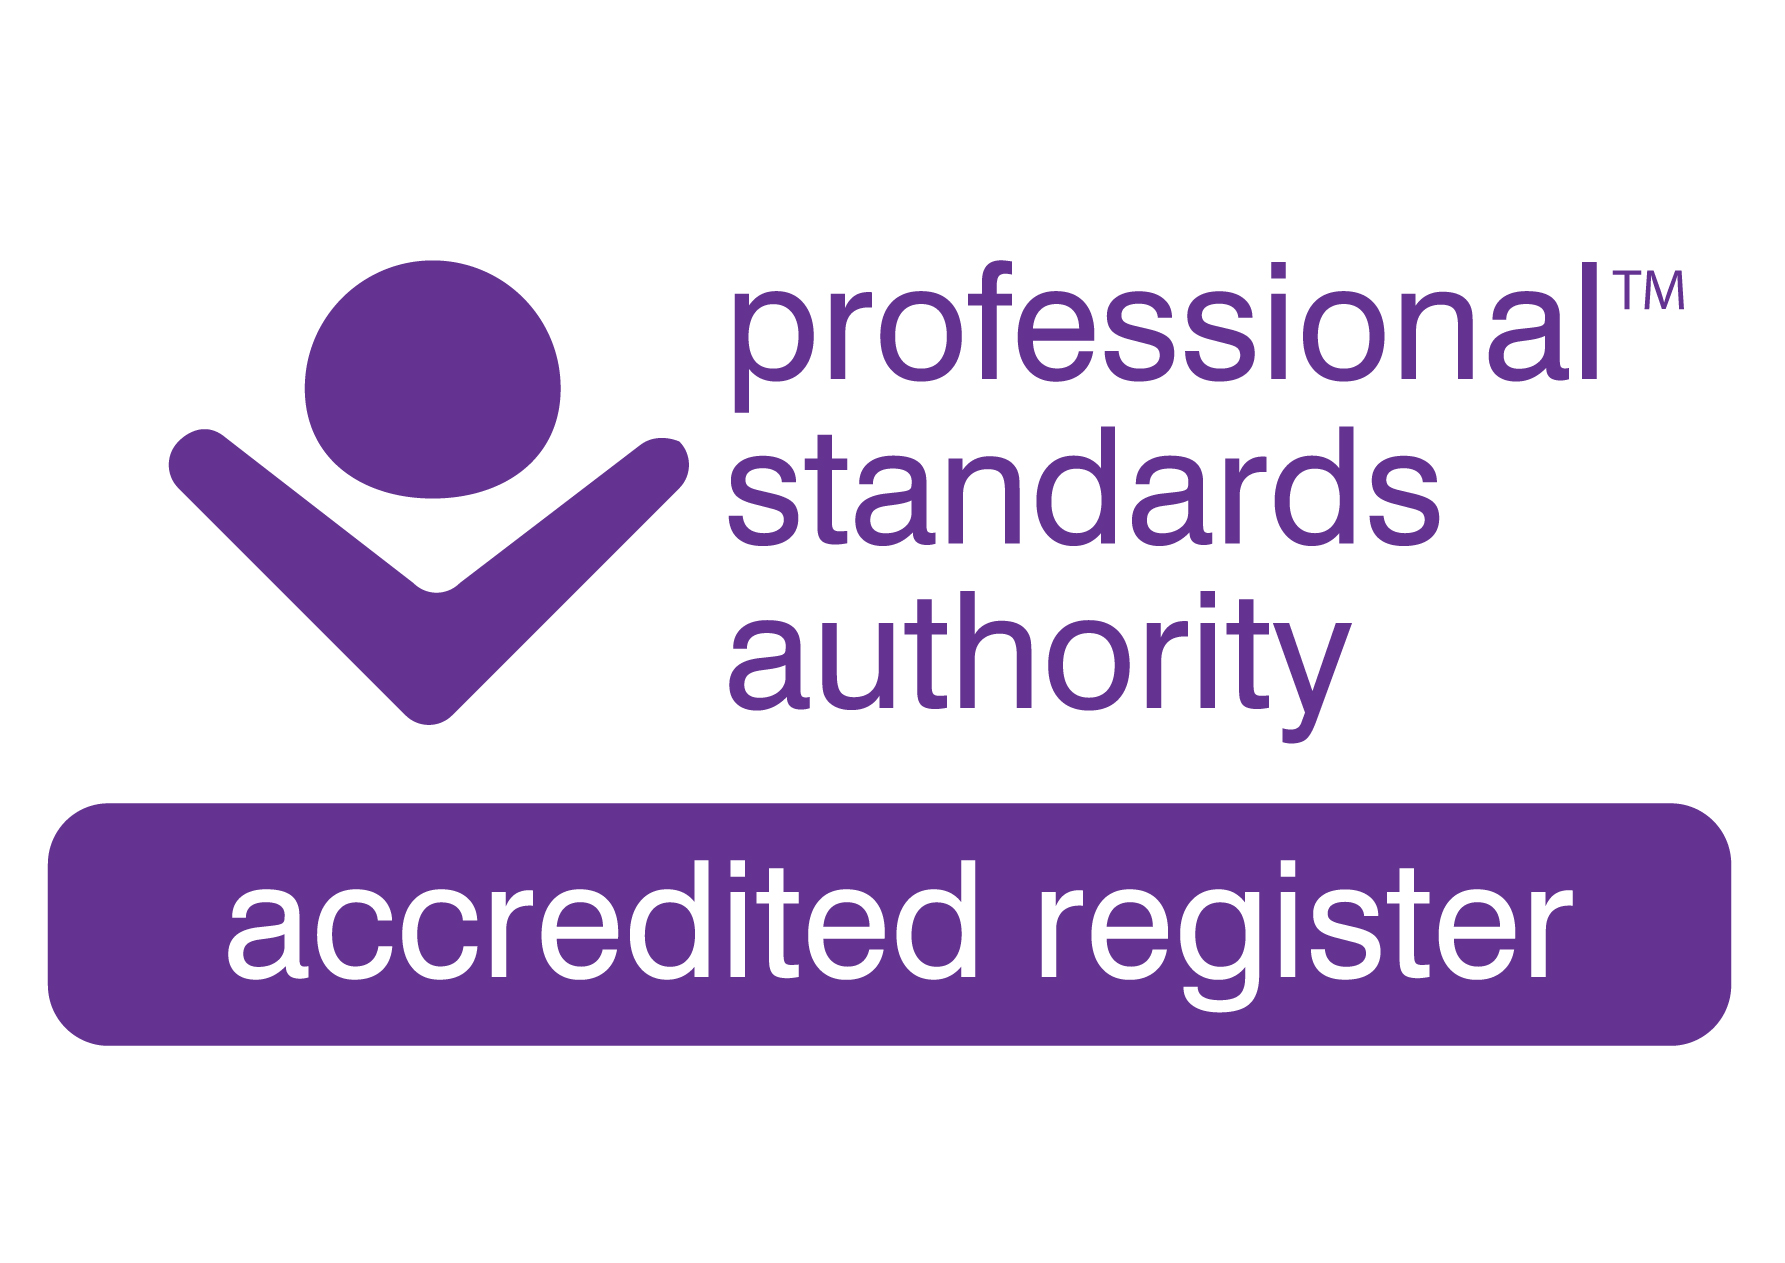 professional™
standards
authority
accredited register